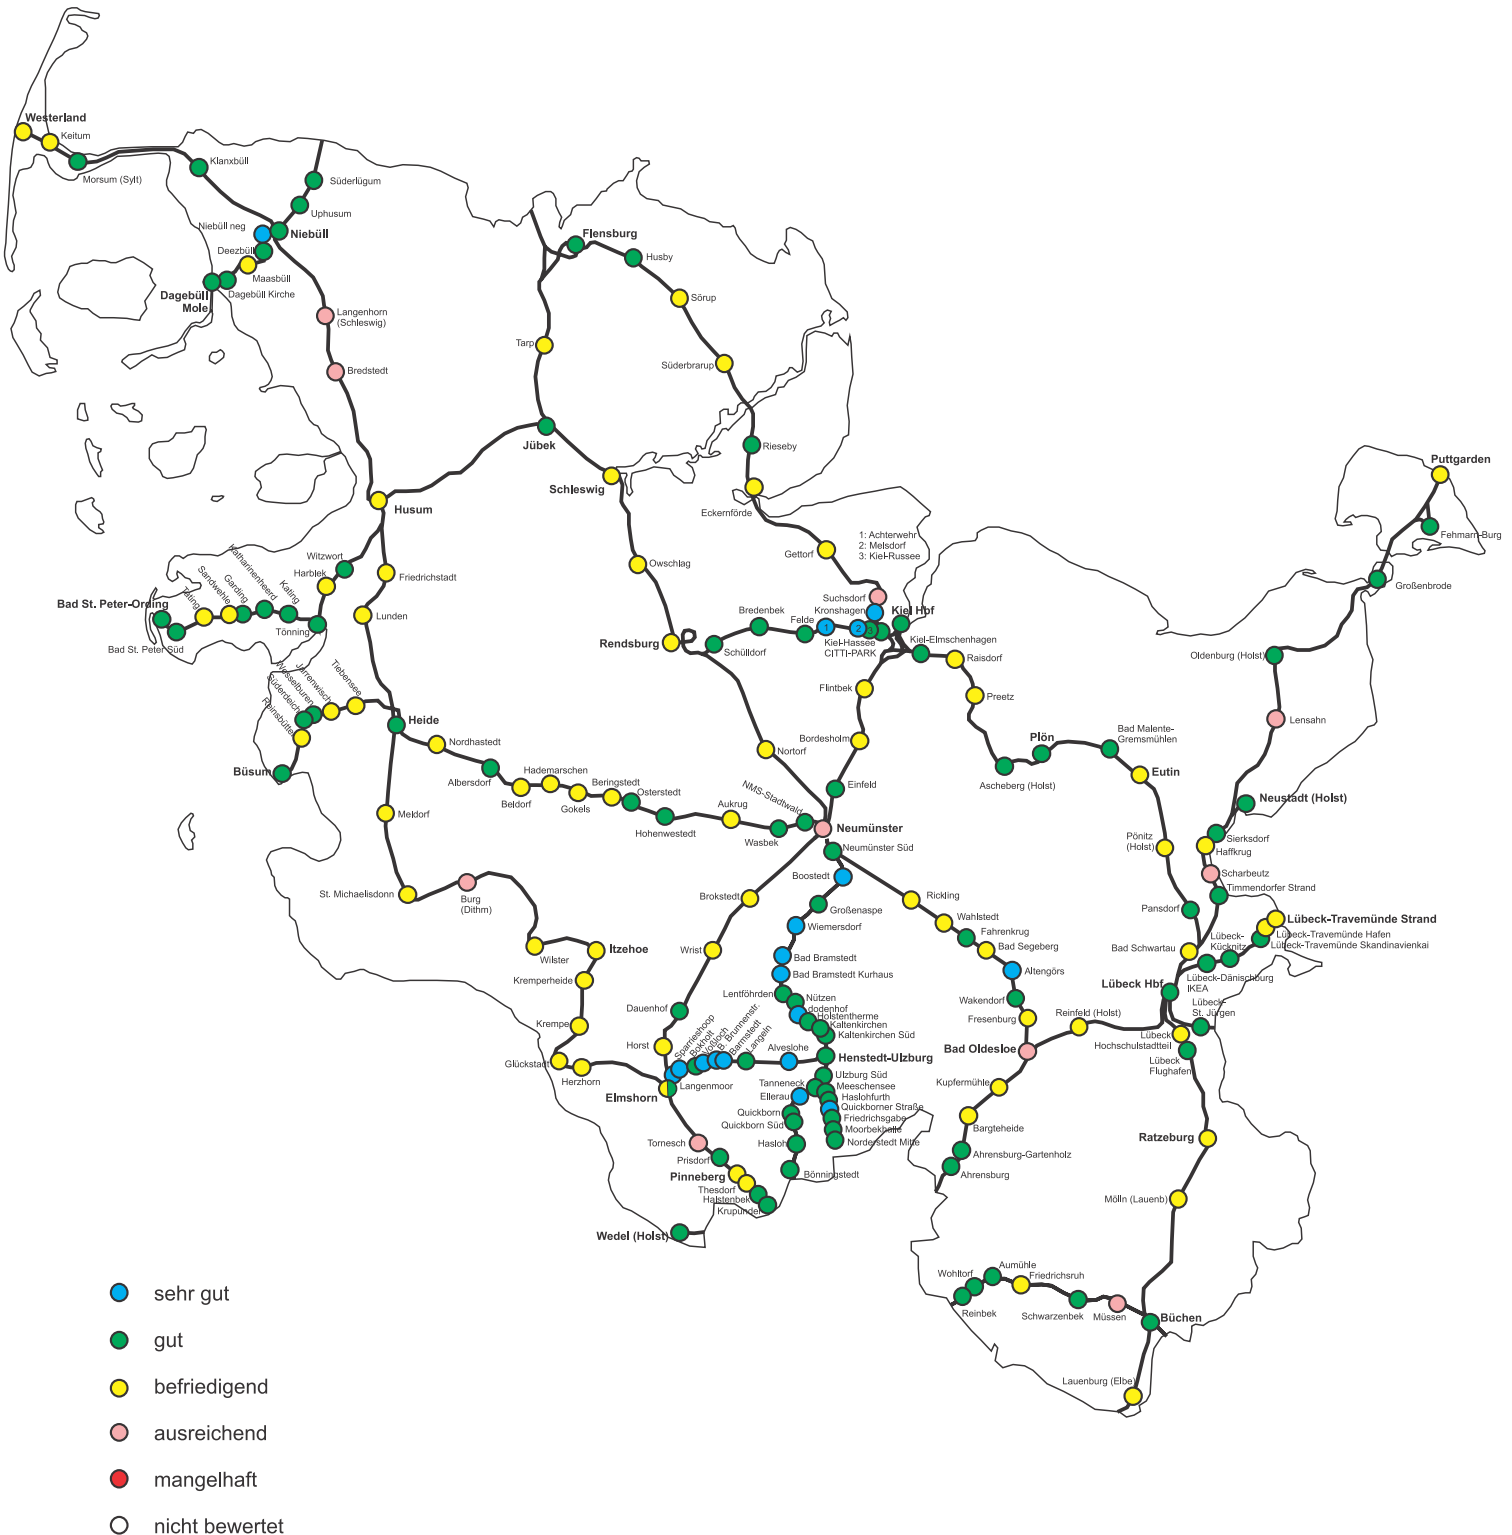 Westerland
Keitum
Morsum (Sylt)
Klanxbüll
Süderlügum
Uphusum
Niebüll neg
Niebüll
Deezbüll
Maasbüll
Dagebüll Kirche
Dagebüll
Mole
Langenhorn
(Schleswig)
Bredstedt
Flensburg
Husby
Sörup
Tarp
Süderbrarup
Jübek
Rieseby
Schleswig
Eckernförde
Husum
Puttgarden
Fehmarn-Burg
Großenbrode
1: Achterwehr
2: Melsdorf
3: Kiel-Russee
Gettorf
Owschlag
Witzwort
Harblek
Friedrichstadt
Katharinenheerd
Kating
Garding
Sandwehle
Tating
Bad St. Peter-Ording
Bad St. Peter Süd
Tönning
Lunden
Suchsdorf
Kronshagen
Kiel Hbf
Bredenbek
Felde
1
2
3
Kiel-Hassee
CITTI-PARK
Kiel-Elmschenhagen
Raisdorf
Rendsburg
Schülldorf
Oldenburg (Holst)
Flintbek
Preetz
Lensahn
Tiebensee
Jarrenwisch
Wesselburen
Süderdeich
Reinsbüttel
Büsum
Heide
Nordhastedt
Albersdorf
Hademarschen
Beldorf
Gokels
Beringstedt
Osterstedt
Hohenwestedt
Aukrug
Wasbek
NMS-Stadtwald
Nortorf
Bordesholm
Einfeld
Neumünster
Neumünster Süd
Plön
Ascheberg (Holst)
Bad Malente-
Gremsmühlen
Eutin
Neustadt (Holst)
Sierksdorf
Haffkrug
Scharbeutz
Timmendorfer Strand
Pönitz
(Holst)
Pansdorf
Bad Schwartau
Meldorf
St. Michaelisdonn
Burg
(Dithm)
Wilster
Itzehoe
Kremperheide
Krempe
Glückstadt
Herzhorn
Brokstedt
Wrist
Dauenhof
Horst
Elmshorn
Boostedt
Großenaspe
Wiemersdorf
Bad Bramstedt
Bad Bramstedt Kurhaus
Lentföhrden
Nützen
dodenhof
Holstentherme
Kaltenkirchen
Kaltenkirchen Süd
Rickling
Wahlstedt
Fahrenkrug
Bad Segeberg
Altengörs
Wakendorf
Fresenburg
Bad Oldesloe
Reinfeld (Holst)
Lübeck-Travemünde Strand
Lübeck-Travemünde Hafen
Lübeck-Travemünde Skandinavienkai
Lübeck-
Kücknitz
Lübeck-Dänischburg
IKEA
Lübeck Hbf
Lübeck-
St. Jürgen
Lübeck
Hochschulstadtteil
Lübeck
Flughafen
Langenmoor
Sparrieshoop
Bokholt
Voßloch
B. Brunnenstr.
Barmstedt
Langeln
Alveslohe
Henstedt-Ulzburg
Ulzburg Süd
Tanneck
Meeschensee
Ellerau
Haslohfurth
Quickborner Straße
Quickborn
Friedrichsgabe
Quickborn Süd
Moorbekhalle
Hasloh
Norderstedt Mitte
Bönningstedt
Kupfermühle
Bargteheide
Ahrensburg-Gartenholz
Ahrensburg
Tornesch
Prisdorf
Pinneberg
Thesdorf
Halstenbek
Krupunder
Wedel (Holst)
Ratzeburg
Mölln (Lauenb)
Wohltorf
Aumühle
Friedrichsruh
Reinbek
Schwarzenbek
Müssen
Büchen
Lauenburg (Elbe)
sehr gut
gut
befriedigend
ausreichend
mangelhaft
nicht bewertet